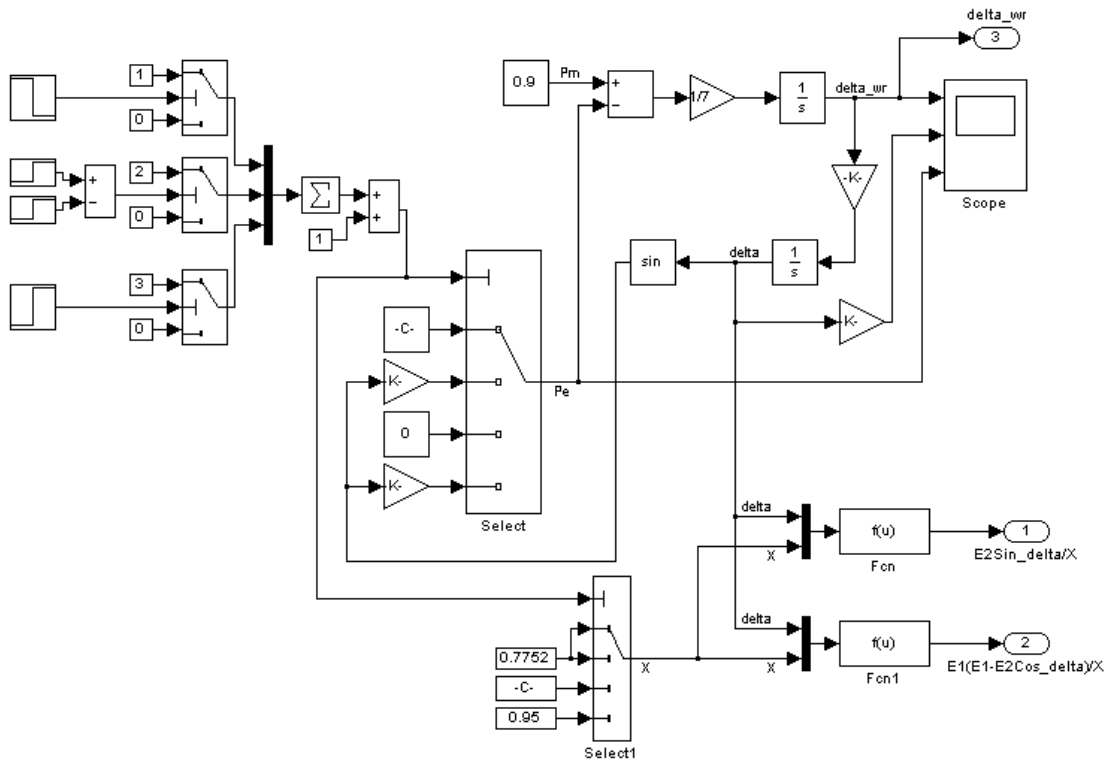 delta_wr
3
1
0
2
0
3
0
+
−
Σ
1
+
+
0.9
Pm
+
−
1/7
1
s
delta_wr
-K-
Scope
sin
delta
1
s
K-
-C-
K-
0
K-
Pe
Select
delta
X
f(u)
Fcn
1
E2Sin_delta/X
0.7752
-C-
0.95
X
Select1
delta
X
f(u)
Fcn1
2
E1(E1-E2Cos_delta)/X